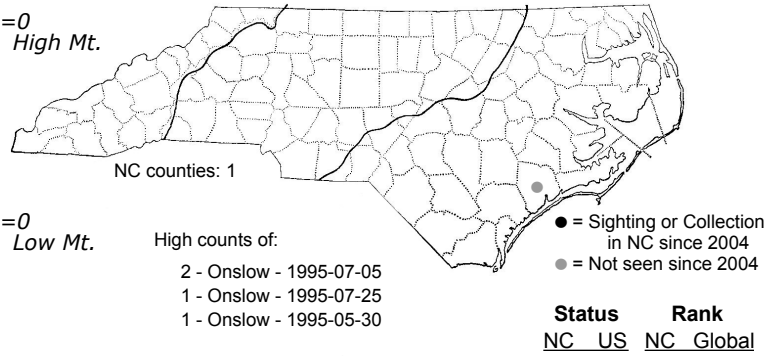 =0
High Mt.
NC counties: 1
=0
Low Mt.
High counts of:
2 - Onslow - 1995-07-05
1 - Onslow - 1995-07-25
1 - Onslow - 1995-05-30
● = Sighting or Collection
in NC since 2004
● = Not seen since 2004
Status Rank
NC US NC Global